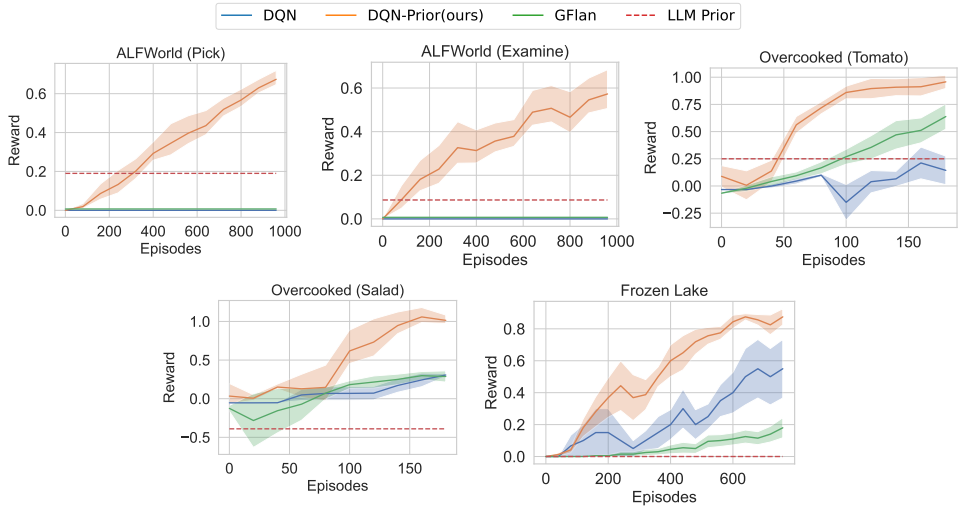 DQN DQN-Prior(ours) GFlan LLM Prior
ALFWorld (Pick)
Reward
0.6
0.4
0.2
0.0
0 200 400 600 800 1000
Episodes
ALFWorld (Examine)
Reward
0.6
0.4
0.2
0.0
0 200 400 600 800 1000
Episodes
Overcooked (Tomato)
Reward
1.00
0.75
0.50
0.25
0.00
−0.25
0 50 100 150
Episodes
Overcooked (Salad)
Reward
1.0
0.5
0.0
−0.5
0 50 100 150
Episodes
Frozen Lake
Reward
0.8
0.6
0.4
0.2
0.0
0 200 400 600
Episodes